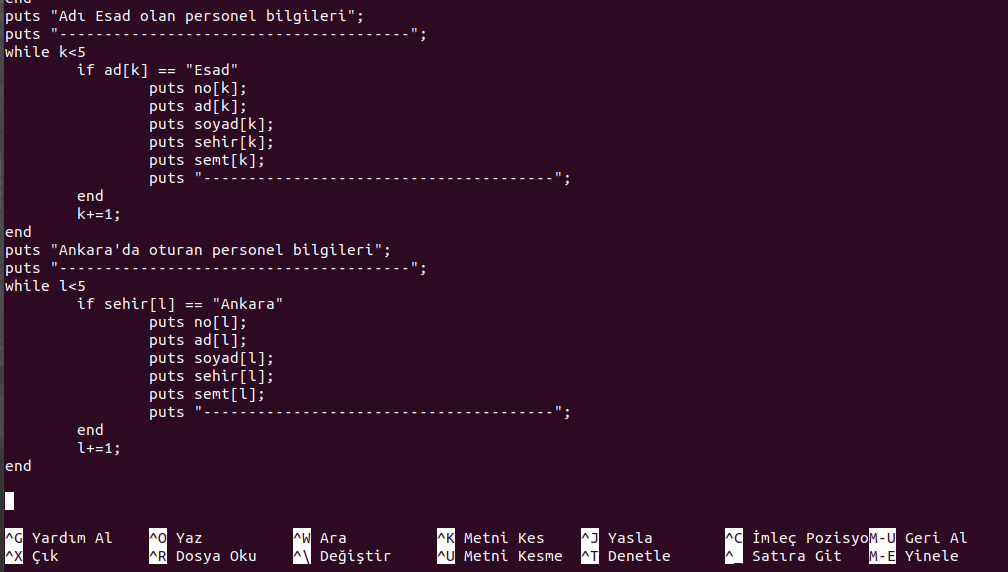 end
puts "Adı Esad olan personel bilgileri";
puts "---------------------------------------";
while k<5
        if ad[k] == "Esad"
                puts no[k];
                puts ad[k];
                puts soyad[k];
                puts sehir[k];
                puts semt[k];
                puts "---------------------------------------";
        end
        k+=1;
end
puts "Ankara'da oturan personel bilgileri";
puts "---------------------------------------";
while l<5
        if sehir[l] == "Ankara"
                puts no[l];
                puts ad[l];
                puts soyad[l];
                puts sehir[l];
                puts semt[l];
                puts "---------------------------------------";
        end
        l+=1;
end
^G Yardım Al ^O Yaz ^W Ara ^K Metni Kes ^J Yasla ^C İmleç Pozisyo M-U Geri Al
^X Çık ^R Dosya Oku ^\ Değiştir ^U Metni Kesme ^T Denetle ^_ Satıra Git M-E Yinele